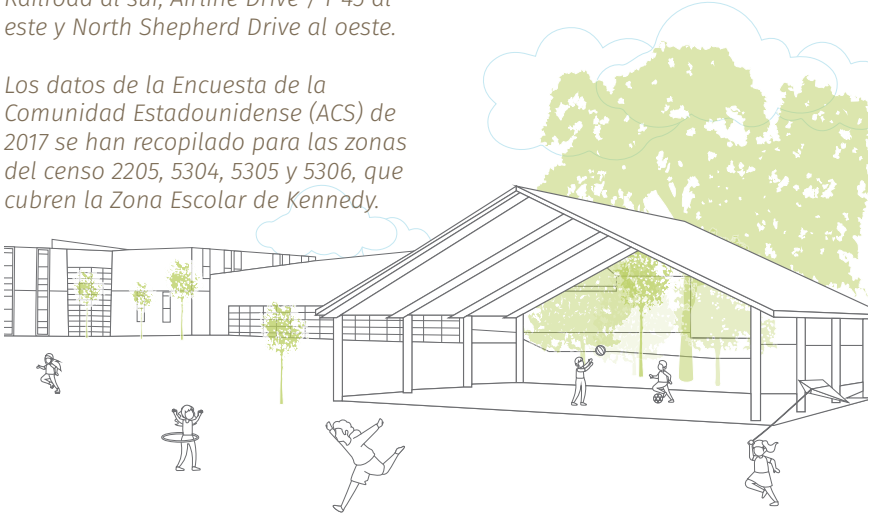 Railroad al sur, Airline Drive / I-45 al
este y North Shepherd Drive al oeste.
Los datos de la Encuesta de la
Comunidad Estadounidense (ACS) de
2017 se han recopilado para las zonas
del censo 2205, 5304, 5305 y 5306, que
cubren la Zona Escolar de Kennedy.